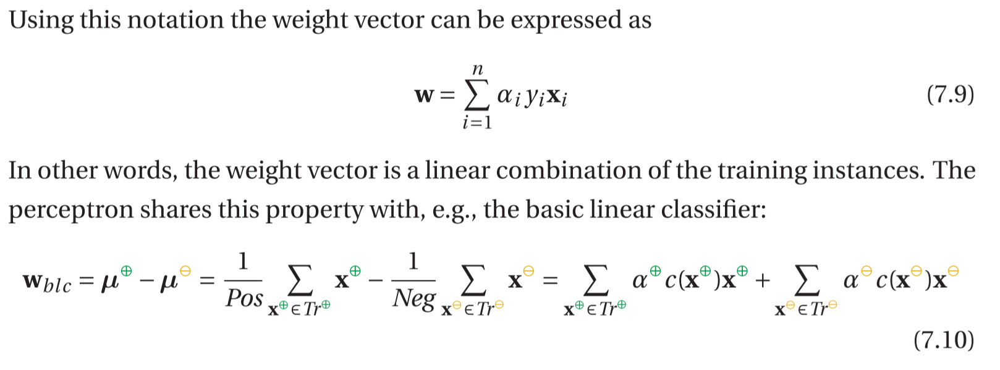 Using this notation the weight vector can be expressed as
$$\mathbf{w} = \sum_{i=1}^{n} \alpha_i y_i \mathbf{x}_i \quad (7.9)$$
In other words, the weight vector is a linear combination of the training instances. The
perceptron shares this property with, e.g., the basic linear classifier:
$$\mathbf{w}_{blc} = \boldsymbol{\mu}^{\oplus} - \boldsymbol{\mu}^{\ominus} = \frac{1}{Pos} \sum_{\mathbf{x}^{\oplus} \in Tr^{\oplus}} \mathbf{x}^{\oplus} - \frac{1}{Neg} \sum_{\mathbf{x}^{\ominus} \in Tr^{\ominus}} \mathbf{x}^{\ominus} = \sum_{\mathbf{x}^{\oplus} \in Tr^{\oplus}} \alpha^{\oplus} c(\mathbf{x}^{\oplus}) \mathbf{x}^{\oplus} + \sum_{\mathbf{x}^{\ominus} \in Tr^{\ominus}} \alpha^{\ominus} c(\mathbf{x}^{\ominus}) \mathbf{x}^{\ominus}$$
(7.10)